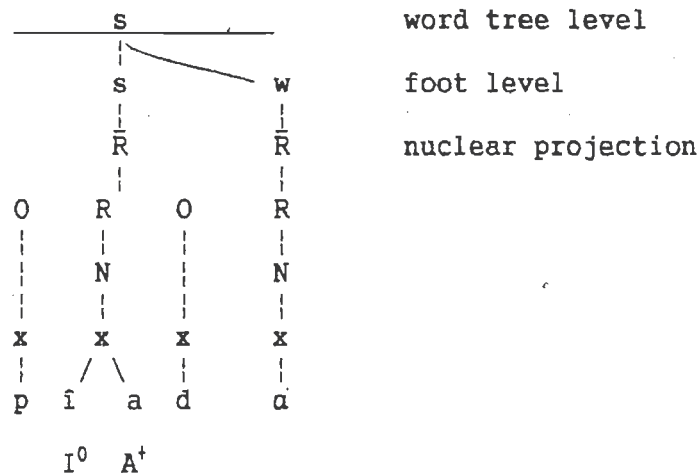 s word tree level
s w foot level
R̄ R̄ nuclear projection
O R O R
N N
x x x x
p î a d ɑ
I⁰ A⁺